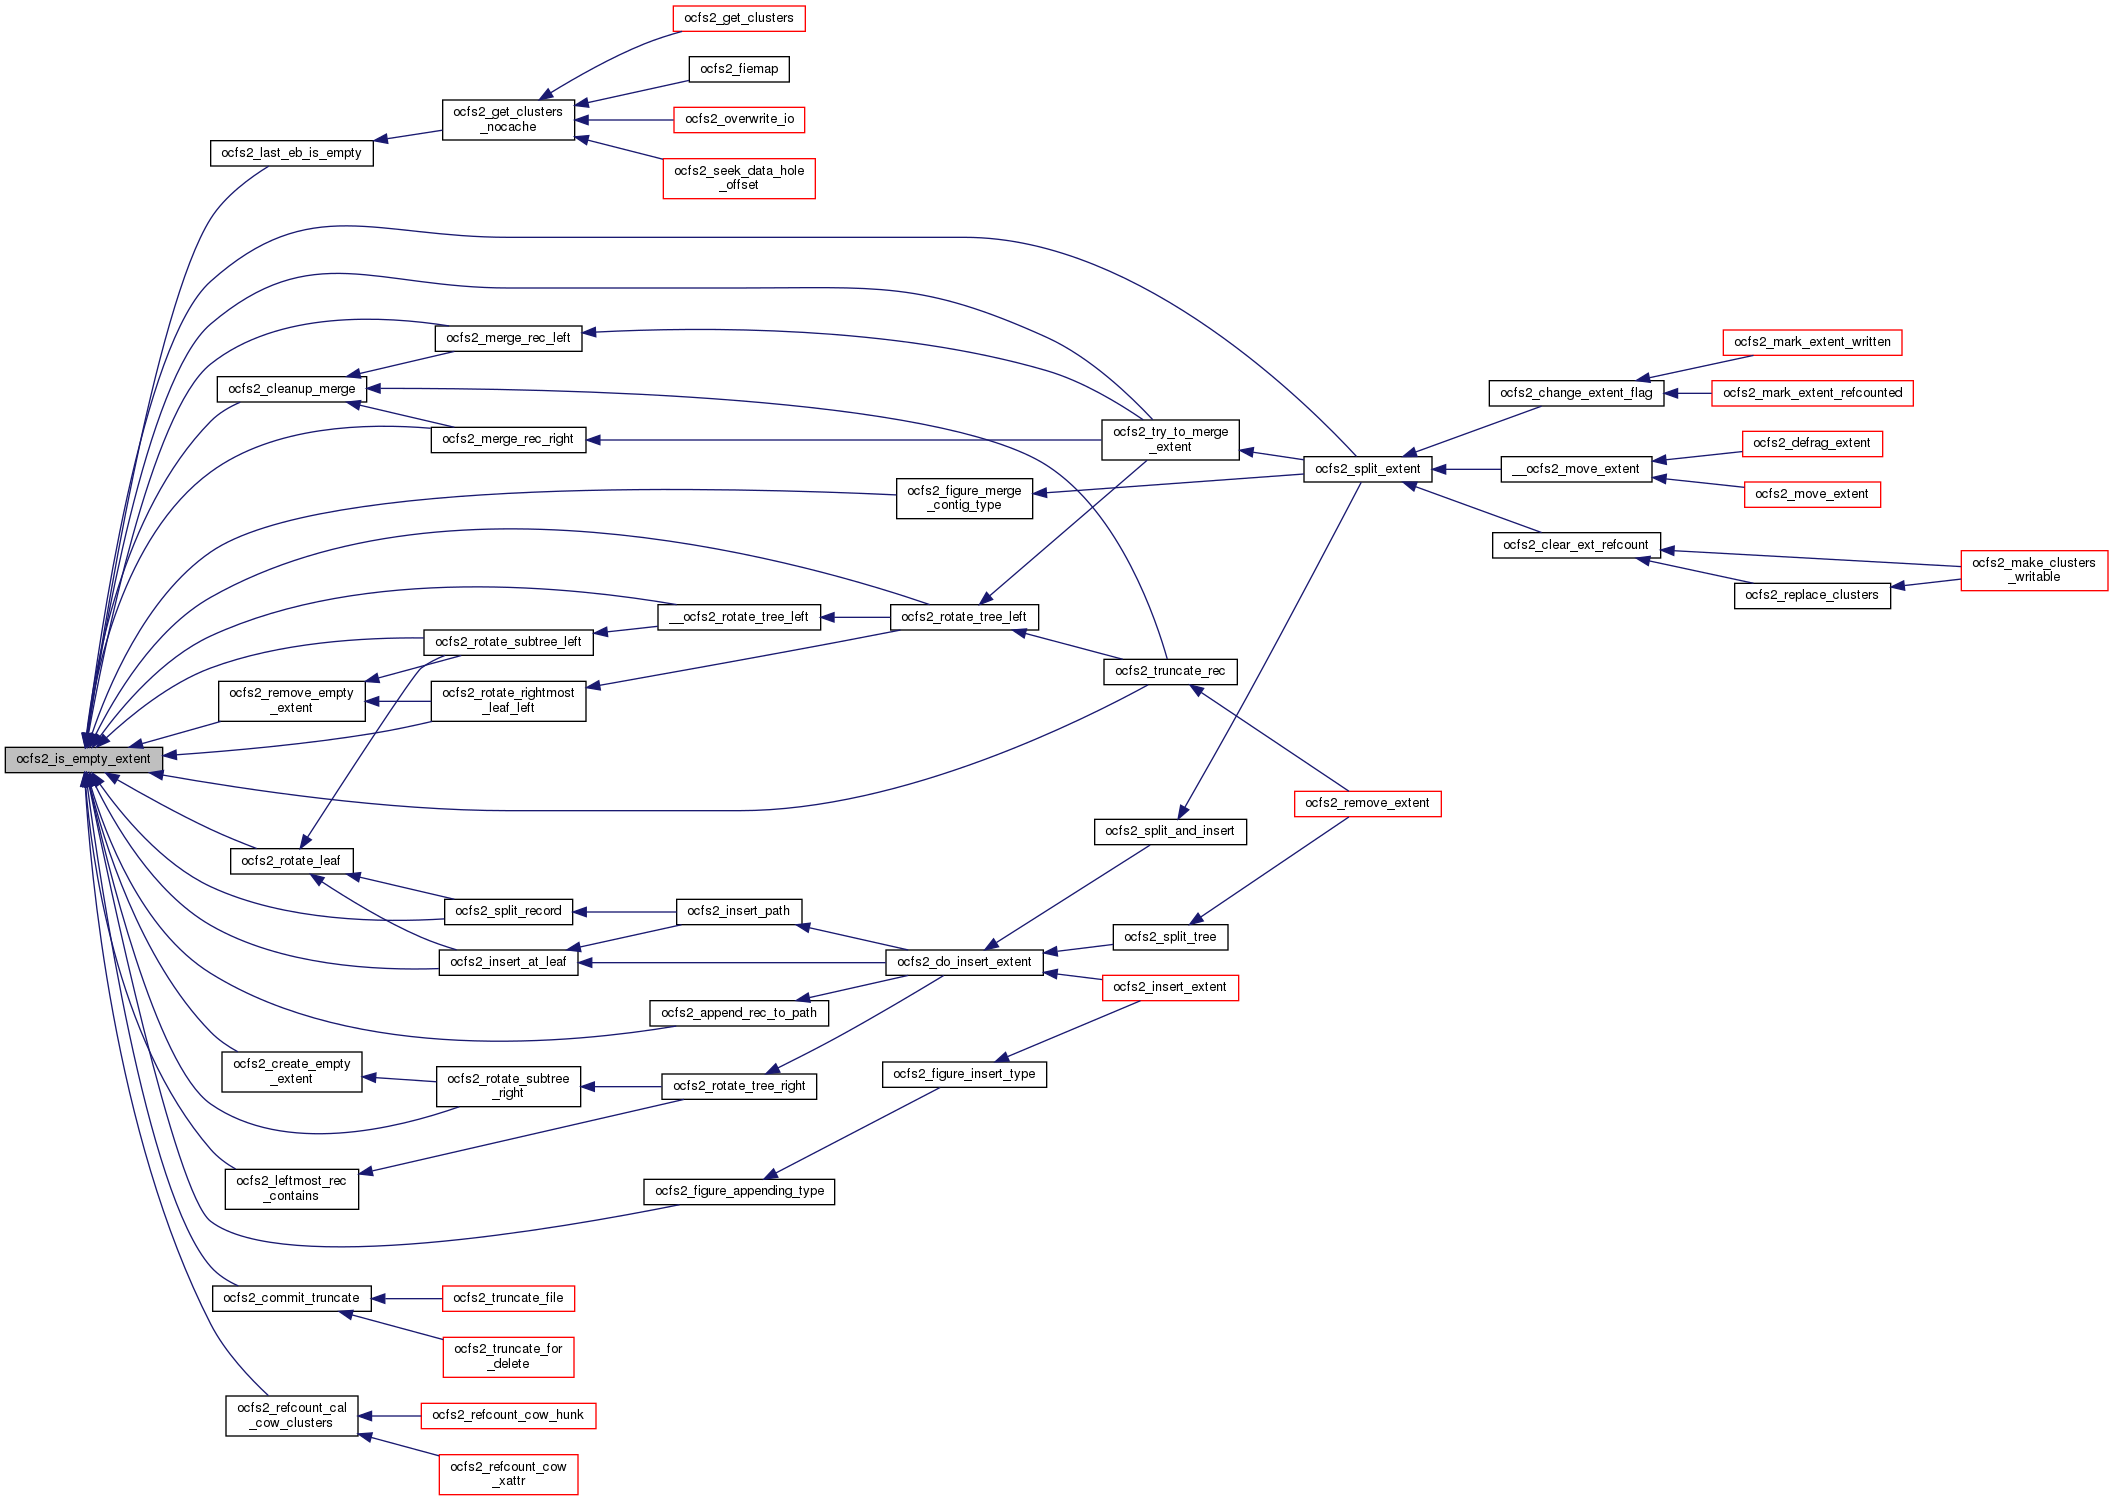 ocfs2_get_clusters
ocfs2_fiemap
ocfs2_get_clusters
_nocache
ocfs2_overwrite_io
ocfs2_last_eb_is_empty
ocfs2_seek_data_hole
_offset
ocfs2_merge_rec_left
ocfs2_mark_extent_written
ocfs2_cleanup_merge
ocfs2_change_extent_flag
ocfs2_mark_extent_refcounted
ocfs2_merge_rec_right
ocfs2_try_to_merge
_extent
ocfs2_defrag_extent
ocfs2_split_extent
__ocfs2_move_extent
ocfs2_figure_merge
_contig_type
ocfs2_move_extent
ocfs2_clear_ext_refcount
ocfs2_make_clusters
_writable
ocfs2_replace_clusters
__ocfs2_rotate_tree_left
ocfs2_rotate_tree_left
ocfs2_rotate_subtree_left
ocfs2_truncate_rec
ocfs2_remove_empty
_extent
ocfs2_rotate_rightmost
_leaf_left
ocfs2_is_empty_extent
ocfs2_remove_extent
ocfs2_split_and_insert
ocfs2_rotate_leaf
ocfs2_split_record
ocfs2_insert_path
ocfs2_split_tree
ocfs2_insert_at_leaf
ocfs2_do_insert_extent
ocfs2_insert_extent
ocfs2_append_rec_to_path
ocfs2_create_empty
_extent
ocfs2_figure_insert_type
ocfs2_rotate_subtree
_right
ocfs2_rotate_tree_right
ocfs2_leftmost_rec
_contains
ocfs2_figure_appending_type
ocfs2_commit_truncate
ocfs2_truncate_file
ocfs2_truncate_for
_delete
ocfs2_refcount_cal
_cow_clusters
ocfs2_refcount_cow_hunk
ocfs2_refcount_cow
_xattr